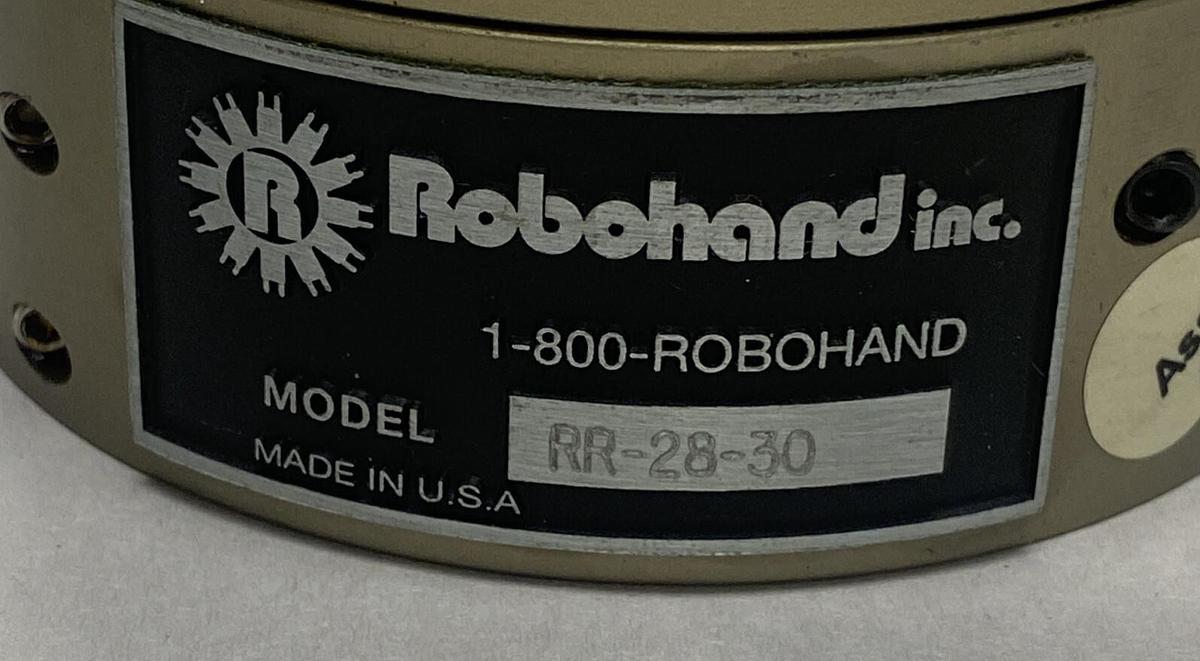 R
Robohand inc.
1-800-ROBOHAND
MODEL RR-28-30
MADE IN U.S.A